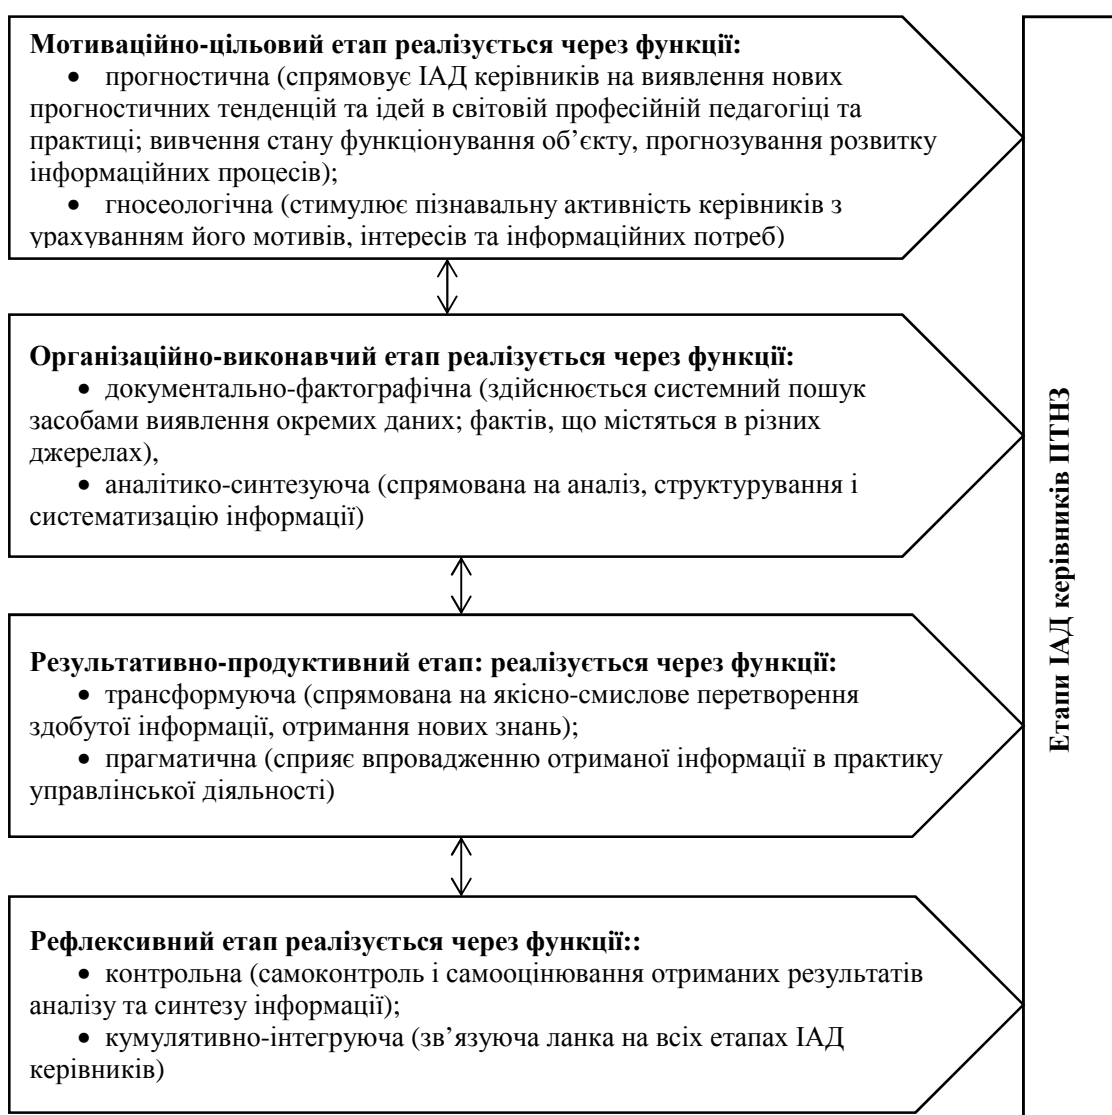 Мотиваційно-цільовий етап реалізується через функції:
• прогностична (спрямовує ІАД керівників на виявлення нових
прогностичних тенденцій та ідей в світовій професійній педагогіці та
практиці; вивчення стану функціонування об’єкту, прогнозування розвитку
інформаційних процесів);
• гносеологічна (стимулює пізнавальну активність керівників з
урахуванням його мотивів, інтересів та інформаційних потреб)
Організаційно-виконавчий етап реалізується через функції:
• документально-фактографічна (здійснюється системний пошук
засобами виявлення окремих даних; фактів, що містяться в різних
джерелах),
• аналітико-синтезуюча (спрямована на аналіз, структурування і
систематизацію інформації)
Результативно-продуктивний етап: реалізується через функції:
• трансформуюча (спрямована на якісно-смислове перетворення
здобутої інформації, отримання нових знань);
• прагматична (сприяє впровадженню отриманої інформації в практику
управлінської діяльності)
Рефлексивний етап реалізується через функції::
• контрольна (самоконтроль і самооцінювання отриманих результатів
аналізу та синтезу інформації);
• кумулятивно-інтегруюча (зв’язуюча ланка на всіх етапах ІАД
керівників)
Етапи ІАД керівників ПТНЗ